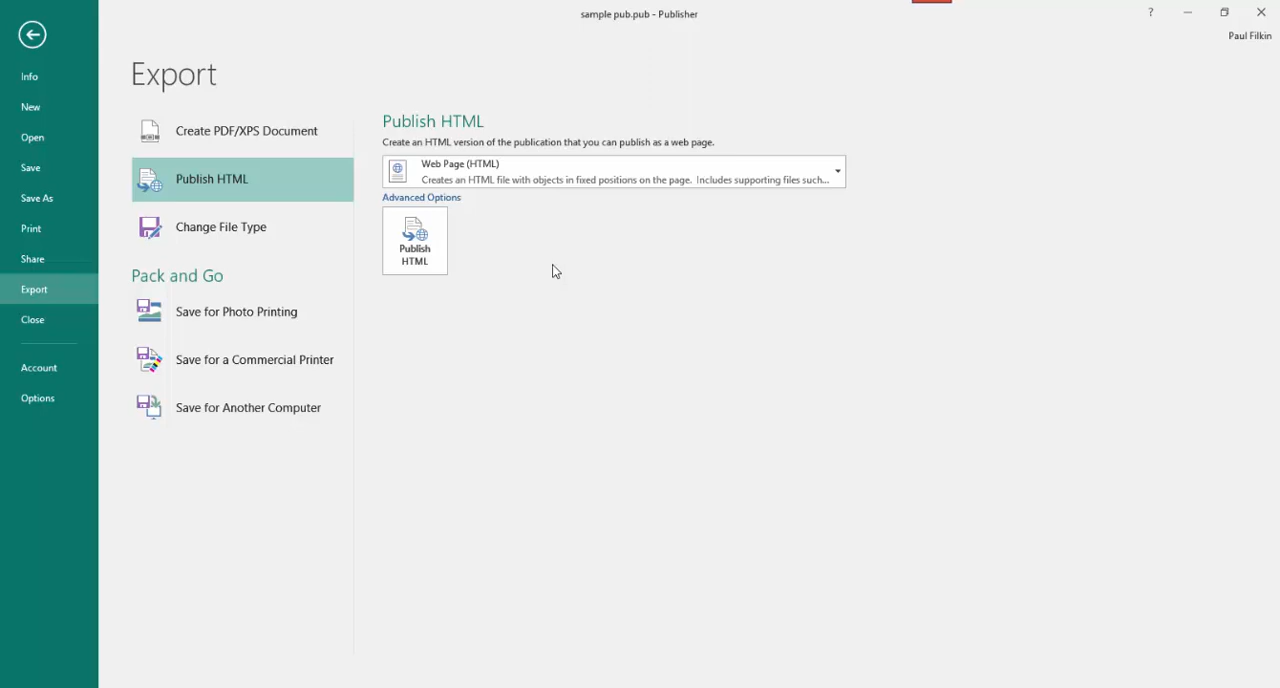 sample pub.pub - Publisher
?
Paul Filkin
Info
New
Open
Save
Save As
Print
Share
Export
Close
Account
Options
Export
Create PDF/XPS Document
Publish HTML
Change File Type
Pack and Go
Save for Photo Printing
Save for a Commercial Printer
Save for Another Computer
Publish HTML
Create an HTML version of the publication that you can publish as a web page.
Web Page (HTML)
Creates an HTML file with objects in fixed positions on the page. Includes supporting files such...
Advanced Options
Publish
HTML